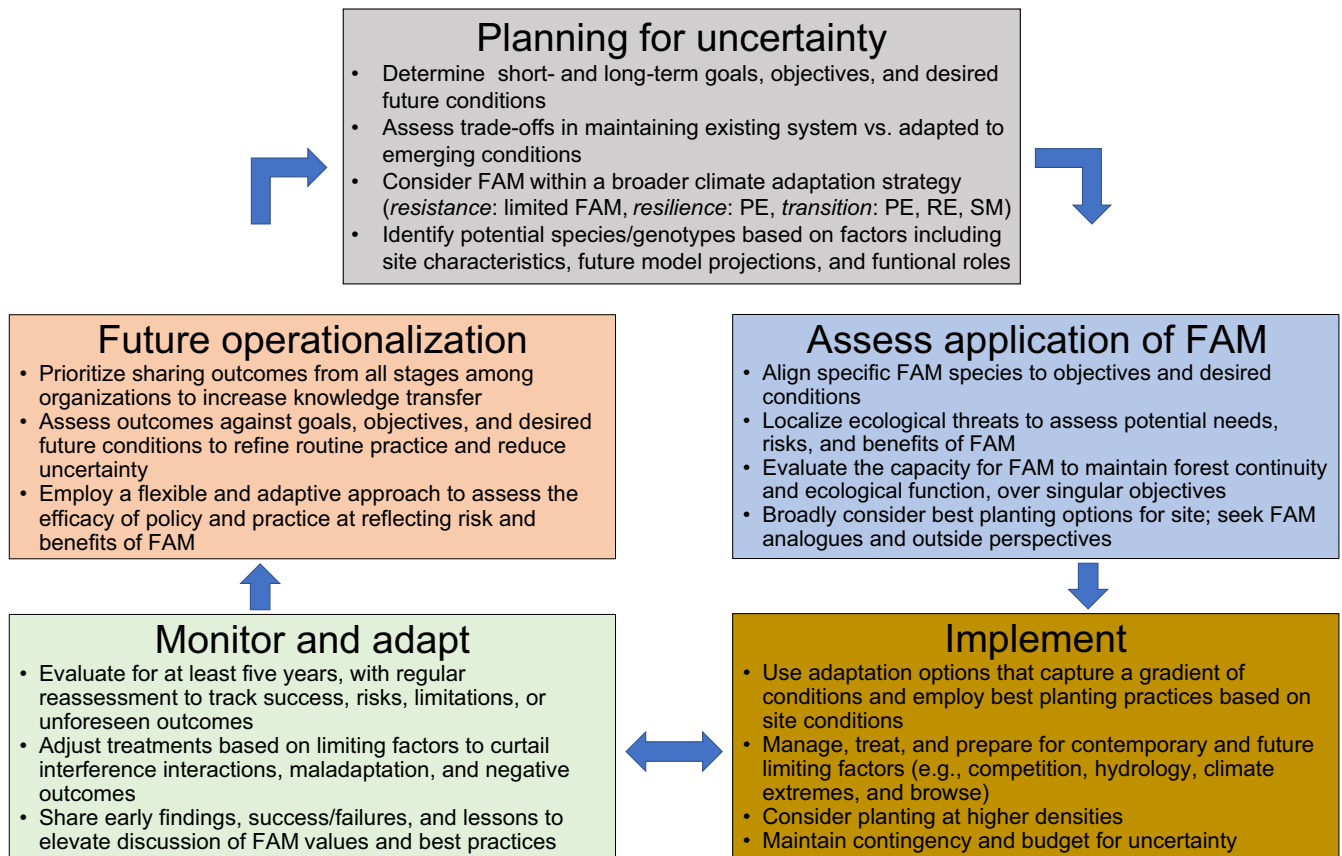 Planning for uncertainty
• Determine short- and long-term goals, objectives, and desired
future conditions
• Assess trade-offs in maintaining existing system vs. adapted to
emerging conditions
• Consider FAM within a broader climate adaptation strategy
(resistance: limited FAM, resilience: PE, transition: PE, RE, SM)
• Identify potential species/genotypes based on factors including
site characteristics, future model projections, and funtional roles
Assess application of FAM
• Align specific FAM species to objectives and desired
conditions
• Localize ecological threats to assess potential needs,
risks, and benefits of FAM
• Evaluate the capacity for FAM to maintain forest continuity
and ecological function, over singular objectives
• Broadly consider best planting options for site; seek FAM
analogues and outside perspectives
Implement
• Use adaptation options that capture a gradient of
conditions and employ best planting practices based on
site conditions
• Manage, treat, and prepare for contemporary and future
limiting factors (e.g., competition, hydrology, climate
extremes, and browse)
• Consider planting at higher densities
• Maintain contingency and budget for uncertainty
Monitor and adapt
• Evaluate for at least five years, with regular
reassessment to track success, risks, limitations, or
unforeseen outcomes
• Adjust treatments based on limiting factors to curtail
interference interactions, maladaptation, and negative
outcomes
• Share early findings, success/failures, and lessons to
elevate discussion of FAM values and best practices
Future operationalization
• Prioritize sharing outcomes from all stages among
organizations to increase knowledge transfer
• Assess outcomes against goals, objectives, and desired
future conditions to refine routine practice and reduce
uncertainty
• Employ a flexible and adaptive approach to assess the
efficacy of policy and practice at reflecting risk and
benefits of FAM